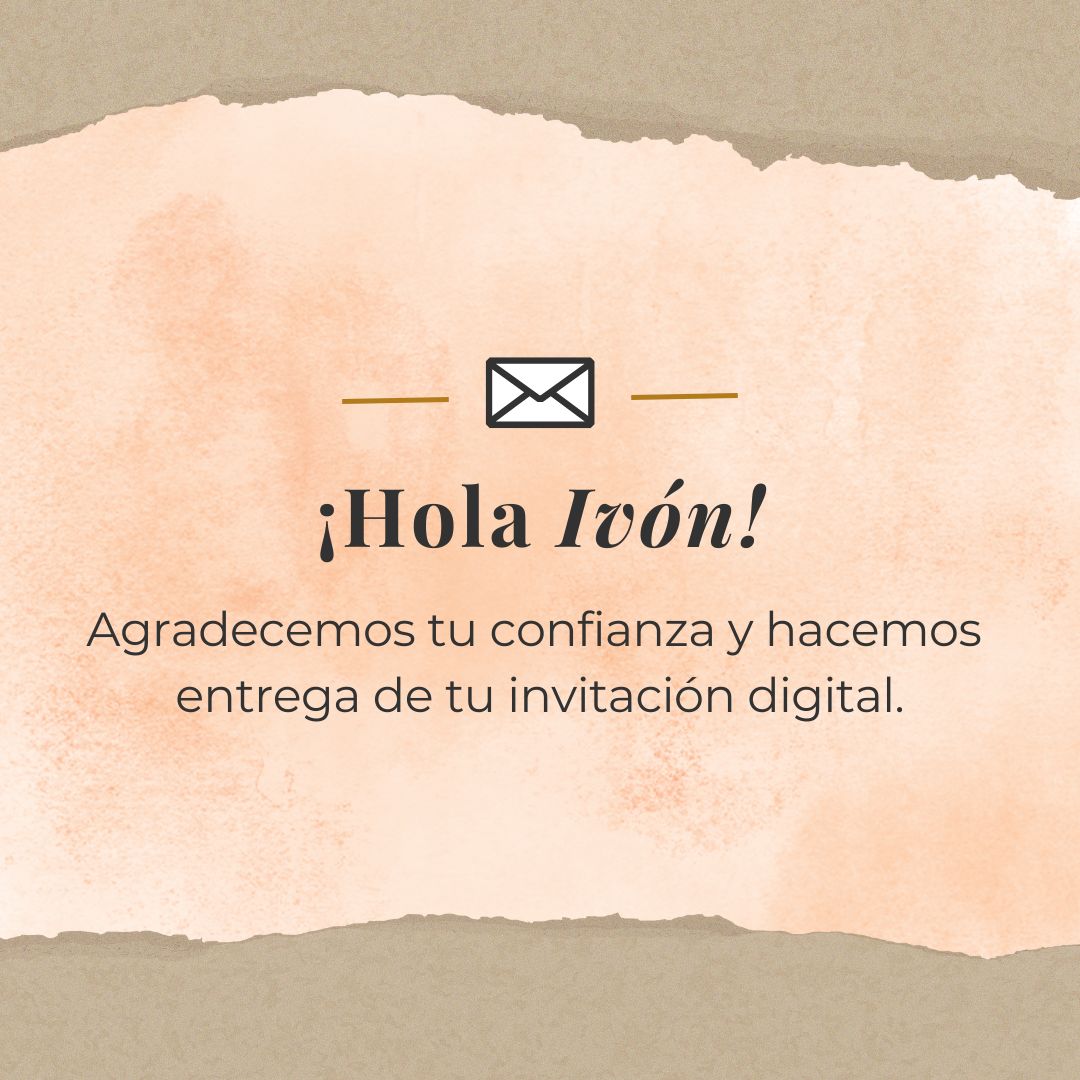 ¡Hola Ivón!
Agradecemos tu confianza y hacemos
entrega de tu invitación digital.